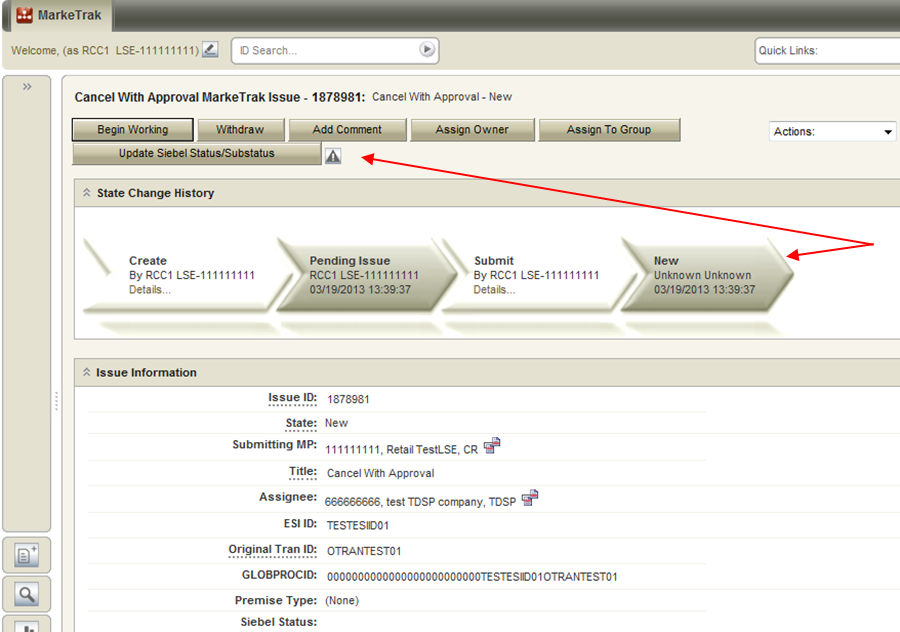 MarkeTrak
Welcome, (as RCC1 LSE-111111111)
ID Search...
Quick Links:
Cancel With Approval MarkeTrak Issue - 1878981: Cancel With Approval - New
Begin Working Withdraw Add Comment Assign Owner Assign To Group Actions:
Update Siebel Status/Substatus
State Change History
Create Pending Issue Submit New
By RCC1 LSE-111111111 RCC1 LSE-111111111 By RCC1 LSE-111111111 Unknown Unknown
Details... 03/19/2013 13:39:37 Details... 03/19/2013 13:39:37
Issue Information
Issue ID: 1878981
State: New
Submitting MP: 111111111, Retail TestLSE, CR
Title: Cancel With Approval
Assignee: 666666666, test TDSP company, TDSP
ESI ID: TESTESIID01
Original Tran ID: OTRANTEST01
GLOBPROCID: 0000000000000000000000000TESTESIID01OTRANTEST01
Premise Type: (None)
Siebel Status: